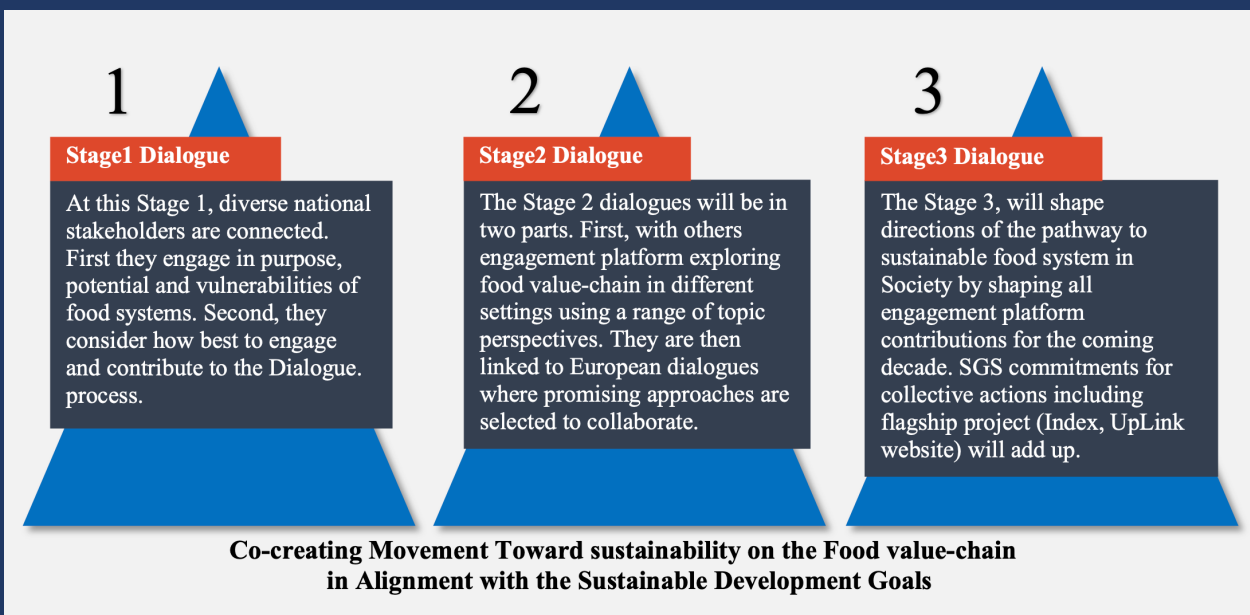 1
Stage1 Dialogue
At this Stage 1, diverse national
stakeholders are connected.
First they engage in purpose,
potential and vulnerabilities of
food systems. Second, they
consider how best to engage
and contribute to the Dialogue.
process.
2
Stage2 Dialogue
The Stage 2 dialogues will be in
two parts. First, with others
engagement platform exploring
food value-chain in different
settings using a range of topic
perspectives. They are then
linked to European dialogues
where promising approaches are
selected to collaborate.
3
Stage3 Dialogue
The Stage 3, will shape
directions of the pathway to
sustainable food system in
Society by shaping all
engagement platform
contributions for the coming
decade. SGS commitments for
collective actions including
flagship project (Index, UpLink
website) will add up.
Co-creating Movement Toward sustainability on the Food value-chain
in Alignment with the Sustainable Development Goals